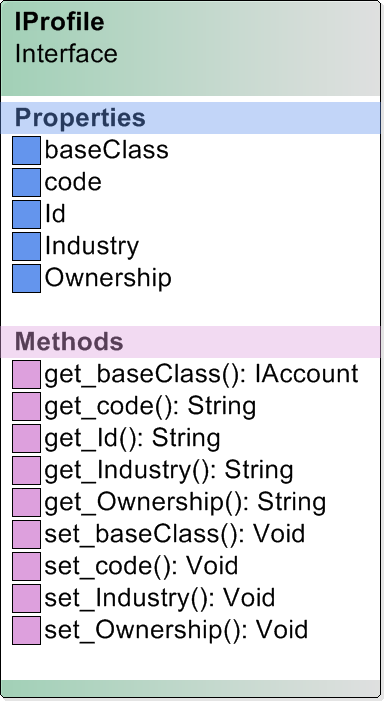 IProfile
Interface
Properties
baseClass
code
Id
Industry
Ownership
Methods
get_baseClass(): IAccount
get_code(): String
get_Id(): String
get_Industry(): String
get_Ownership(): String
set_baseClass(): Void
set_code(): Void
set_Industry(): Void
set_Ownership(): Void